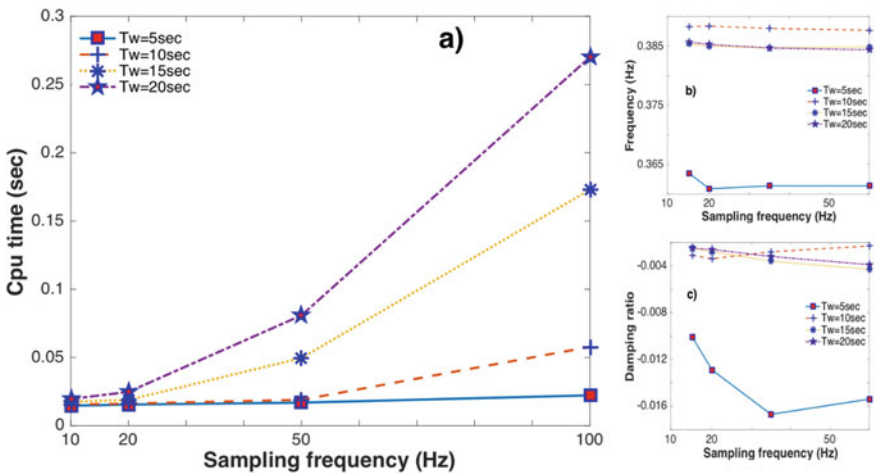 a)
Tw=5sec
Tw=10sec
Tw=15sec
Tw=20sec
0.3
0.25
0.2
0.15
0.1
0.05
0
10
20
50
100
Cpu time (sec)
Sampling frequency (Hz)
b)
Tw=5sec
Tw=10sec
Tw=15sec
Tw=20sec
0.385
0.375
0.365
10
20
50
Frequency (Hz)
Sampling frequency (Hz)
c)
Tw=5sec
Tw=10sec
Tw=15sec
Tw=20sec
-0.004
-0.008
-0.012
-0.016
10
20
50
Damping ratio
Sampling frequency (Hz)